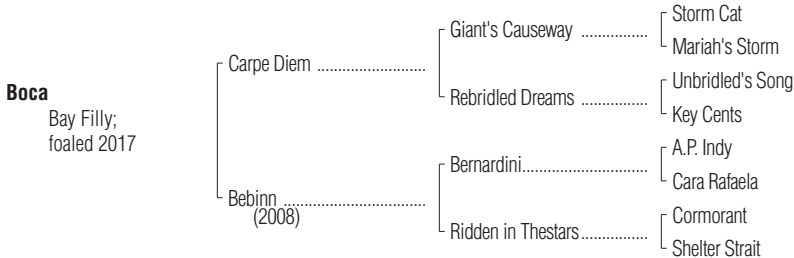 Boca
Bay Filly;
foaled 2017
Carpe Diem ........................
Bebinn ................................
(2008)
Giant's Causeway ...............
Rebridled Dreams ...............
Bernardini............................
Ridden in Thestars ...............
Storm Cat
Mariah's Storm
Unbridled's Song
Key Cents
A.P. Indy
Cara Rafaela
Cormorant
Shelter Strait